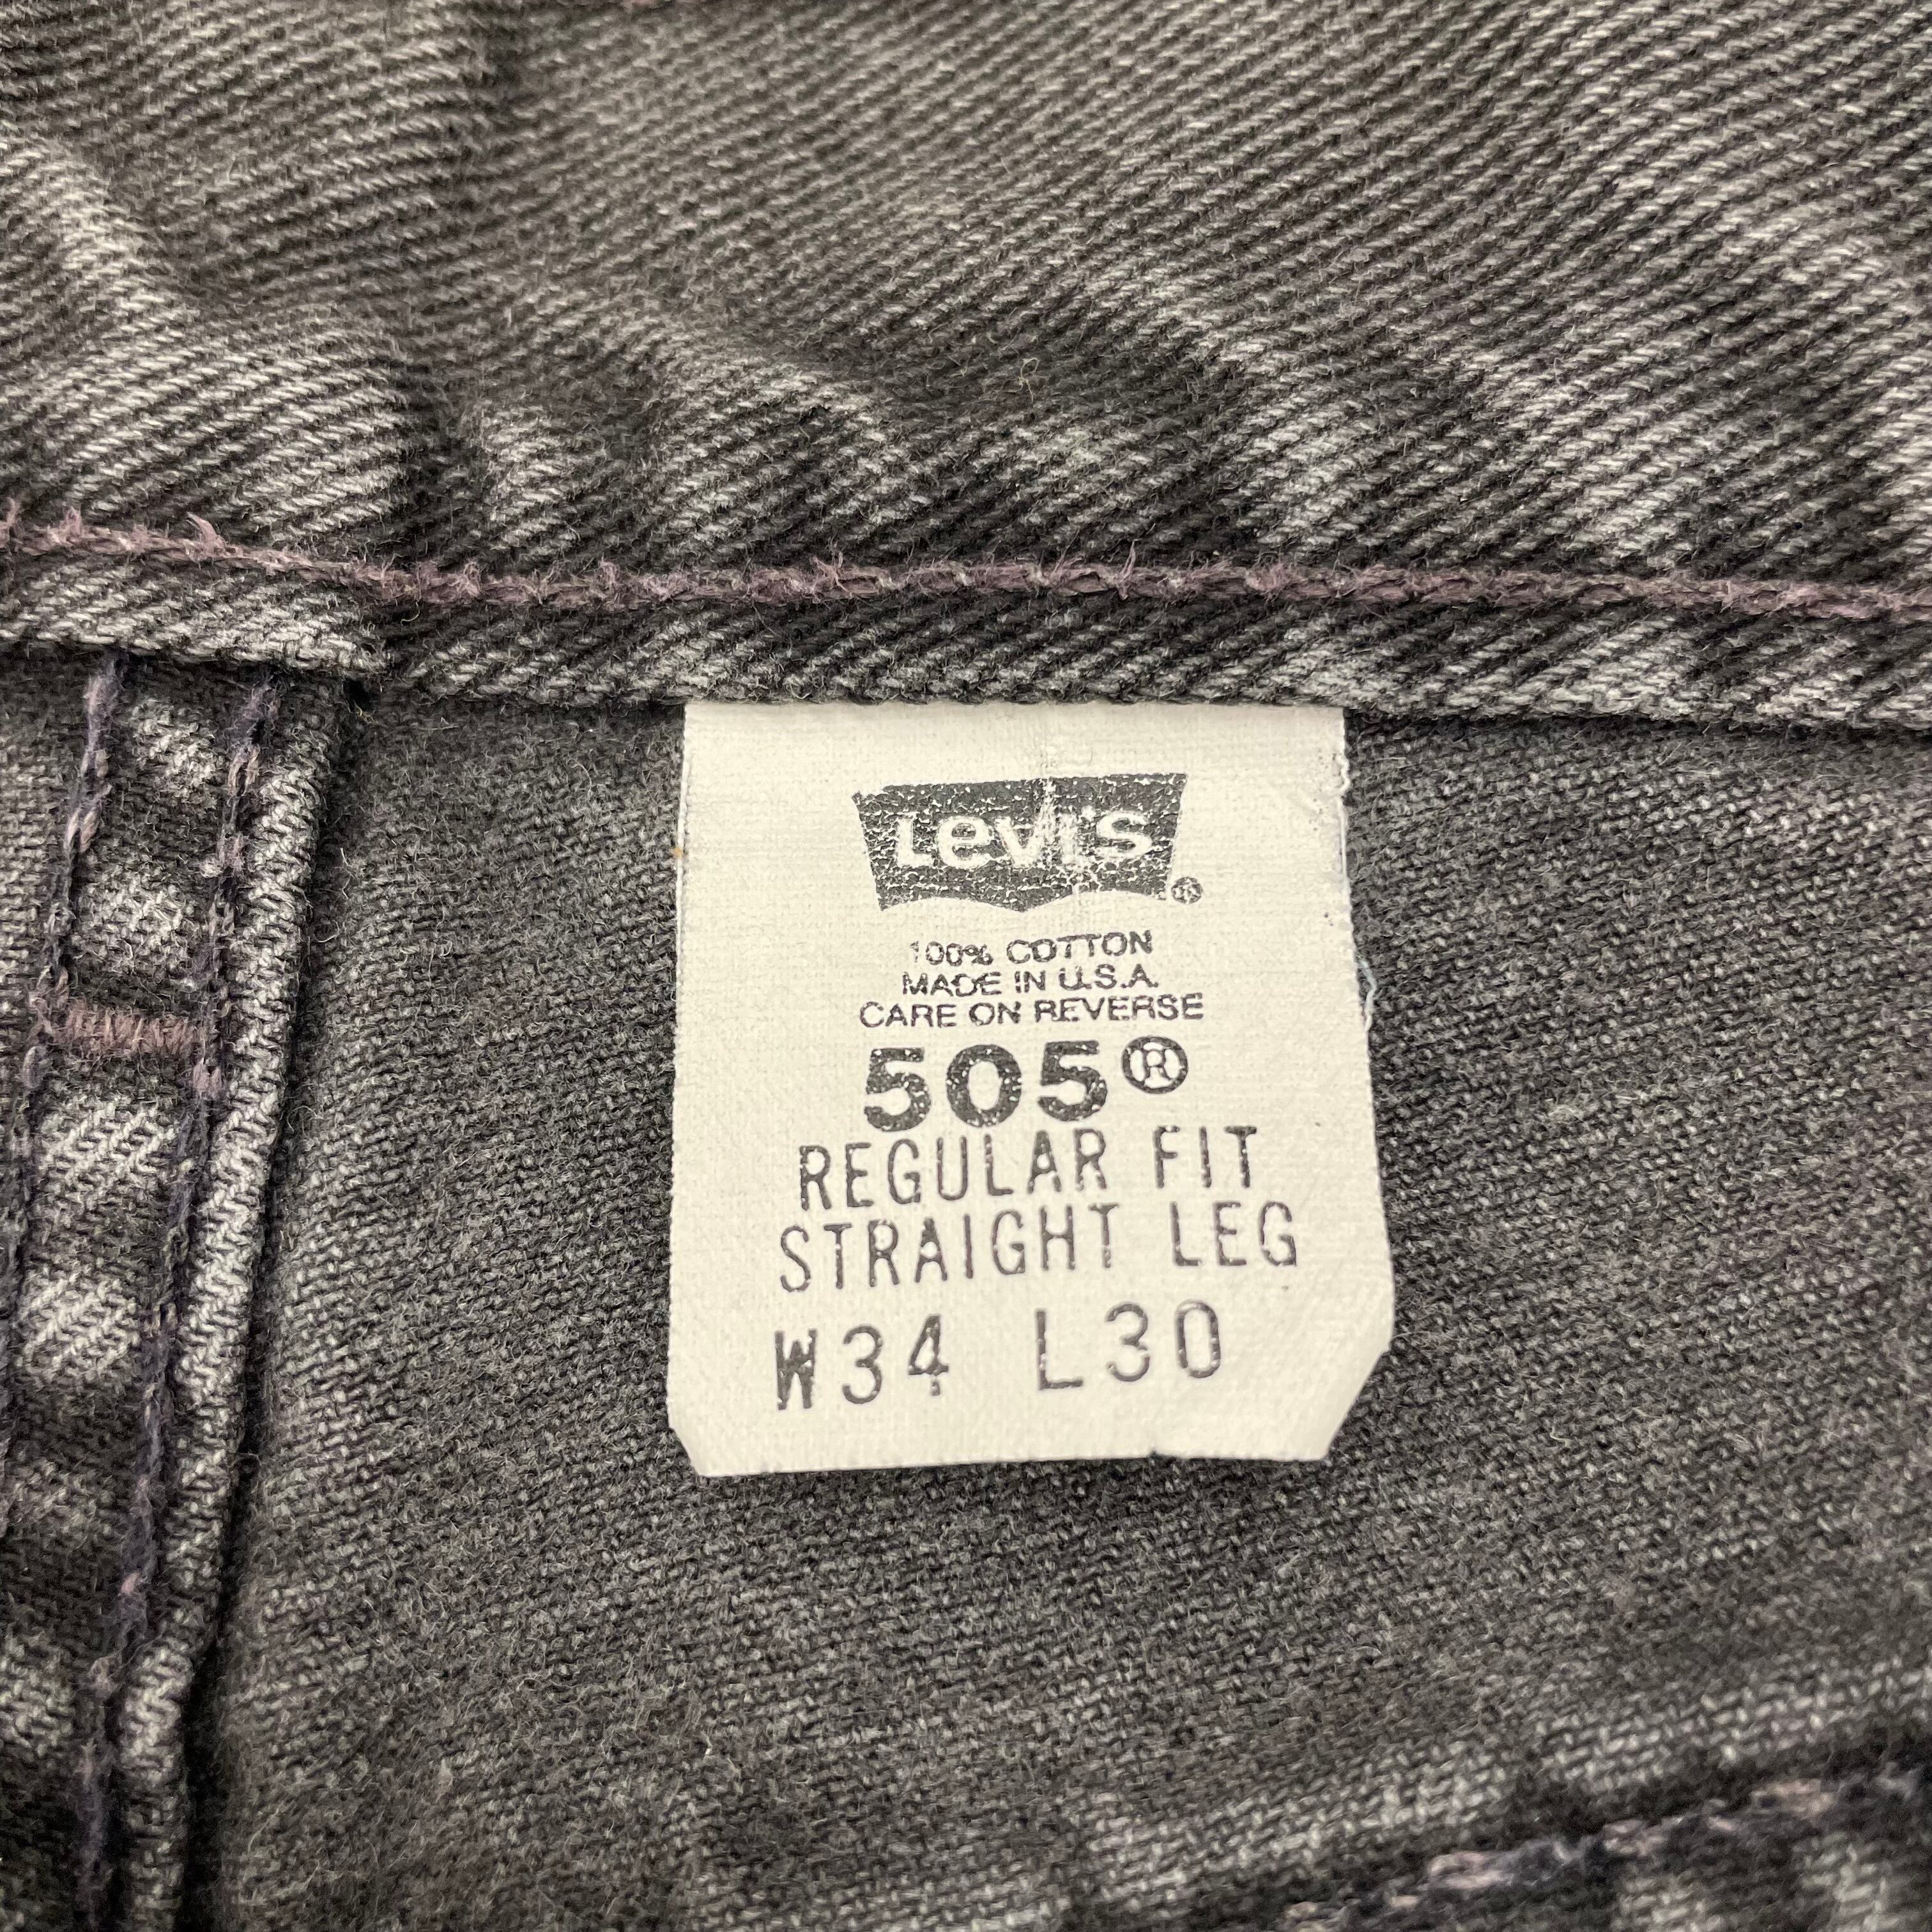 Levi's ®
100% COTTON
MADE IN U.S.A.
CARE ON REVERSE
505®
REGULAR FIT
STRAIGHT LEG
W34 L30